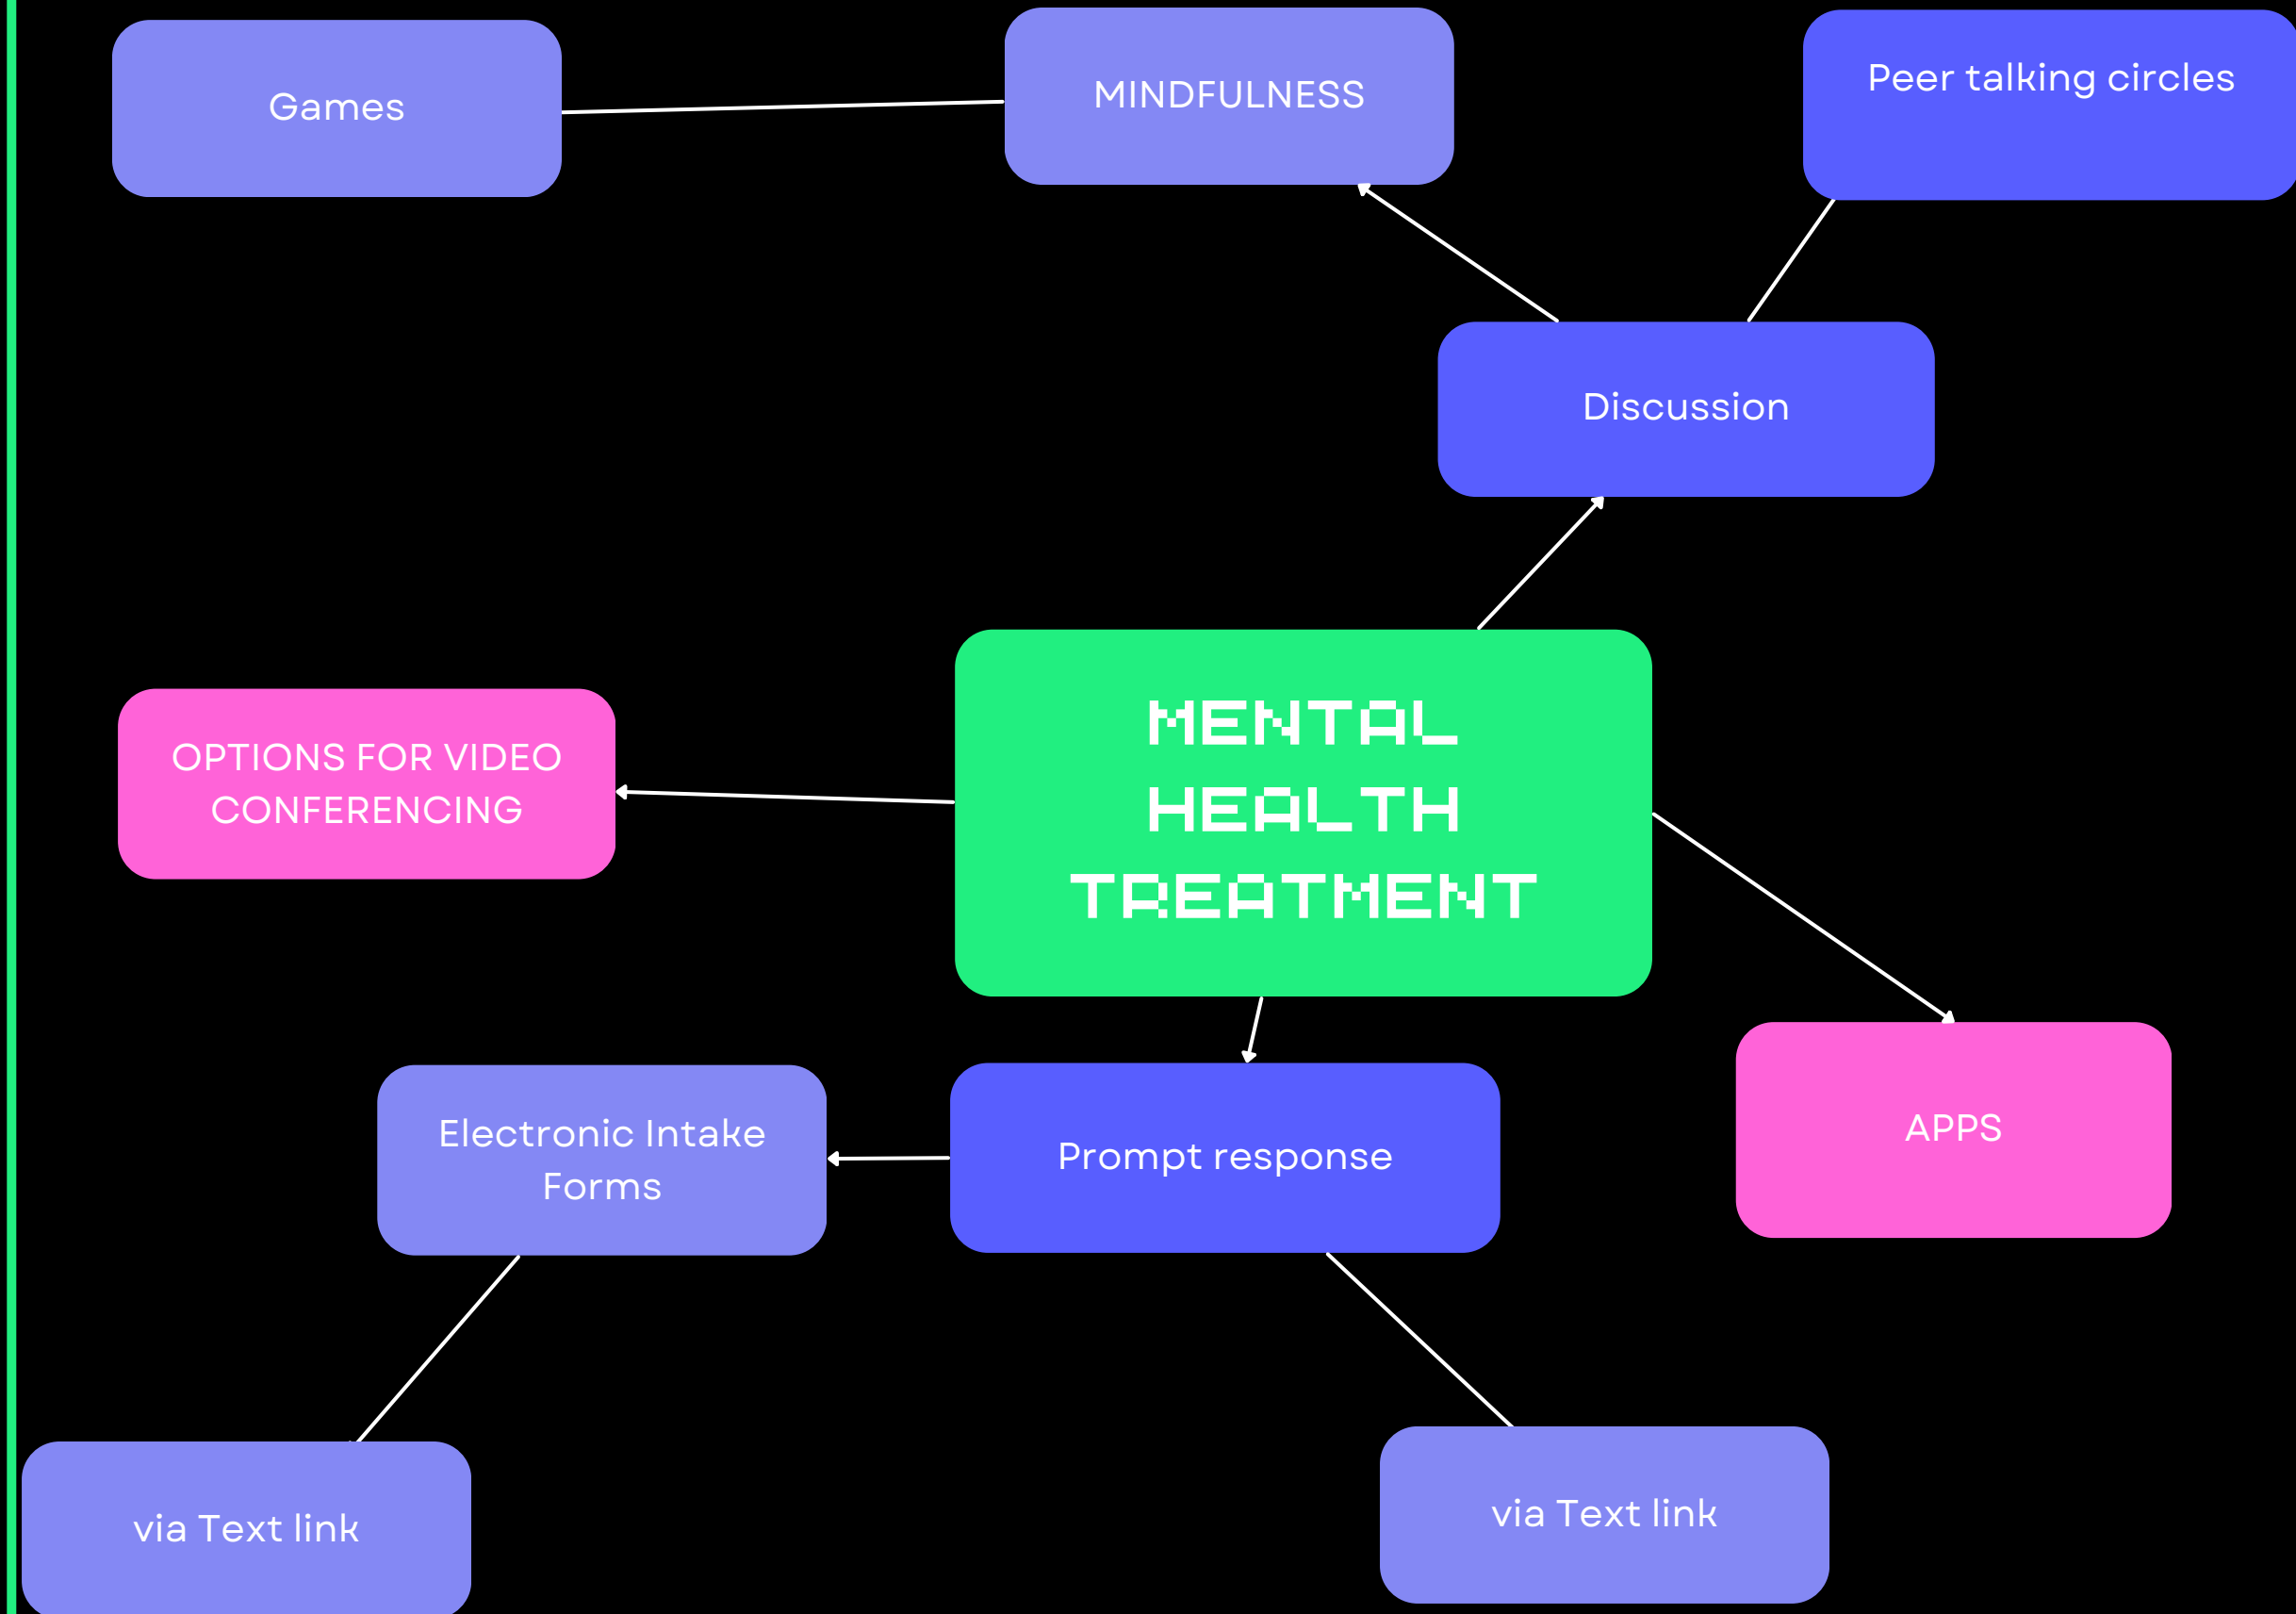 Games
MINDFULNESS
Peer talking circles
Discussion
MENTAL
HEALTH
TREATMENT
OPTIONS FOR VIDEO
CONFERENCING
Electronic Intake
Forms
Prompt response
APPS
via Text link
via Text link